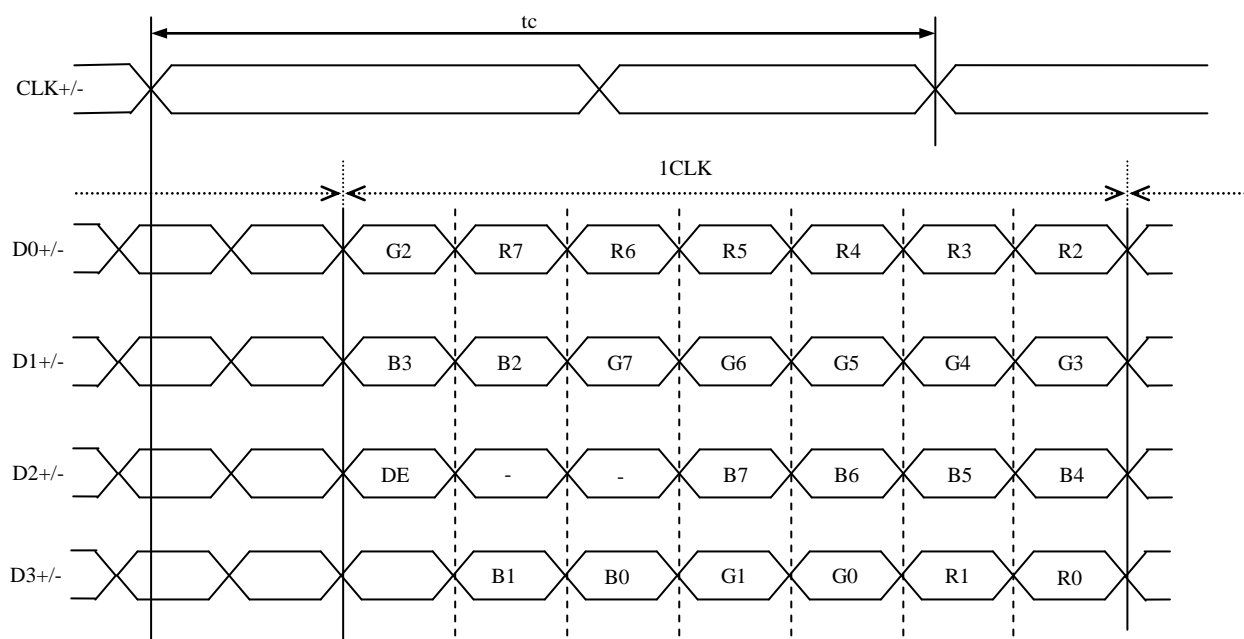 tc
CLK+/-
1CLK
D0+/- G2 R7 R6 R5 R4 R3 R2
D1+/- B3 B2 G7 G6 G5 G4 G3
D2+/- DE - - B7 B6 B5 B4
D3+/- B1 B0 G1 G0 R1 R0